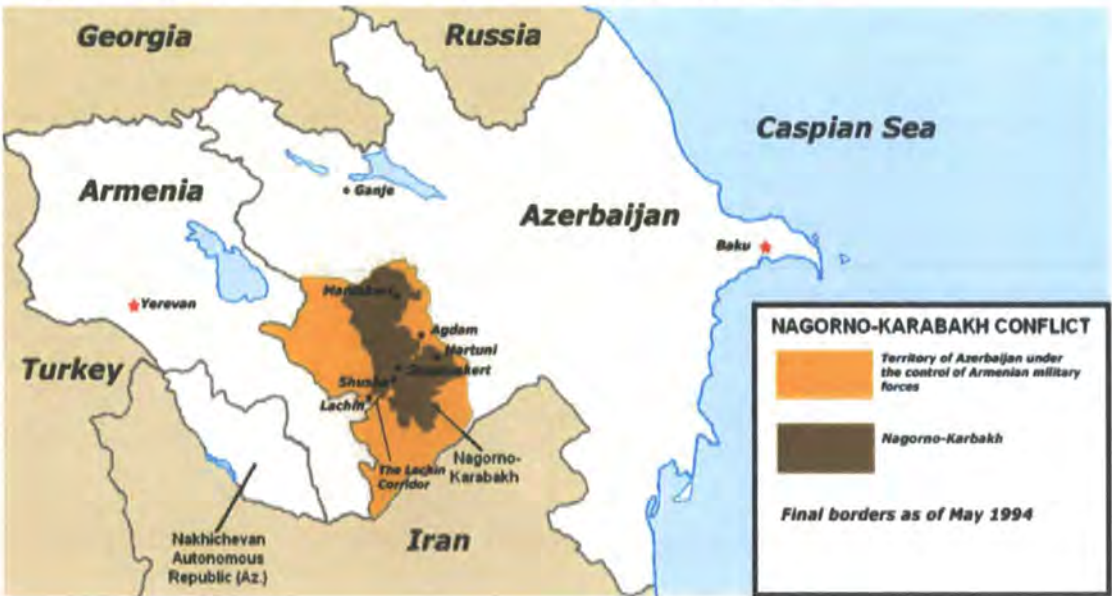 Georgia
Russia
Caspian Sea
Armenia
Ganje
Azerbaijan
Baku
Yerevan
Agdam
Hartuni
Turkey
Shusha
Lachin
The Lachin
Corridor
Nagorno-
Karabakh
Iran
Nakhichevan
Autonomous
Republic (Az.)
NAGORNO-KARABAKH CONFLICT
Territory of Azerbaijan under
the control of Armenian military
forces
Nagorno-Karbakh
Final borders as of May 1994